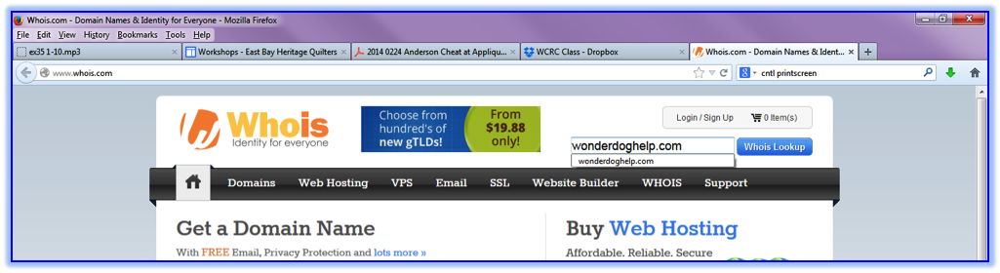 Whois.com - Domain Names & Identity for Everyone - Mozilla Firefox
File Edit View History Bookmarks Tools Help
ex35 1-10.mp3 Workshops - East Bay Heritage Quilters 2014 0224 Anderson Cheat at Appliqu... WCRC Class - Dropbox Whois.com - Domain Names & Ident...
www.whois.com cntl printscreen
Whois
Identity for everyone
Choose from
hundred's of
new gTLDs!
From
$19.88
only!
Login / Sign Up 0 Item(s)
wonderdoghelp.com Whois Lookup
wonderdoghelp.com
Domains Web Hosting VPS Email SSL Website Builder WHOIS Support
Get a Domain Name
With FREE Email, Privacy Protection and lots more »
Buy Web Hosting
Affordable. Reliable. Secure